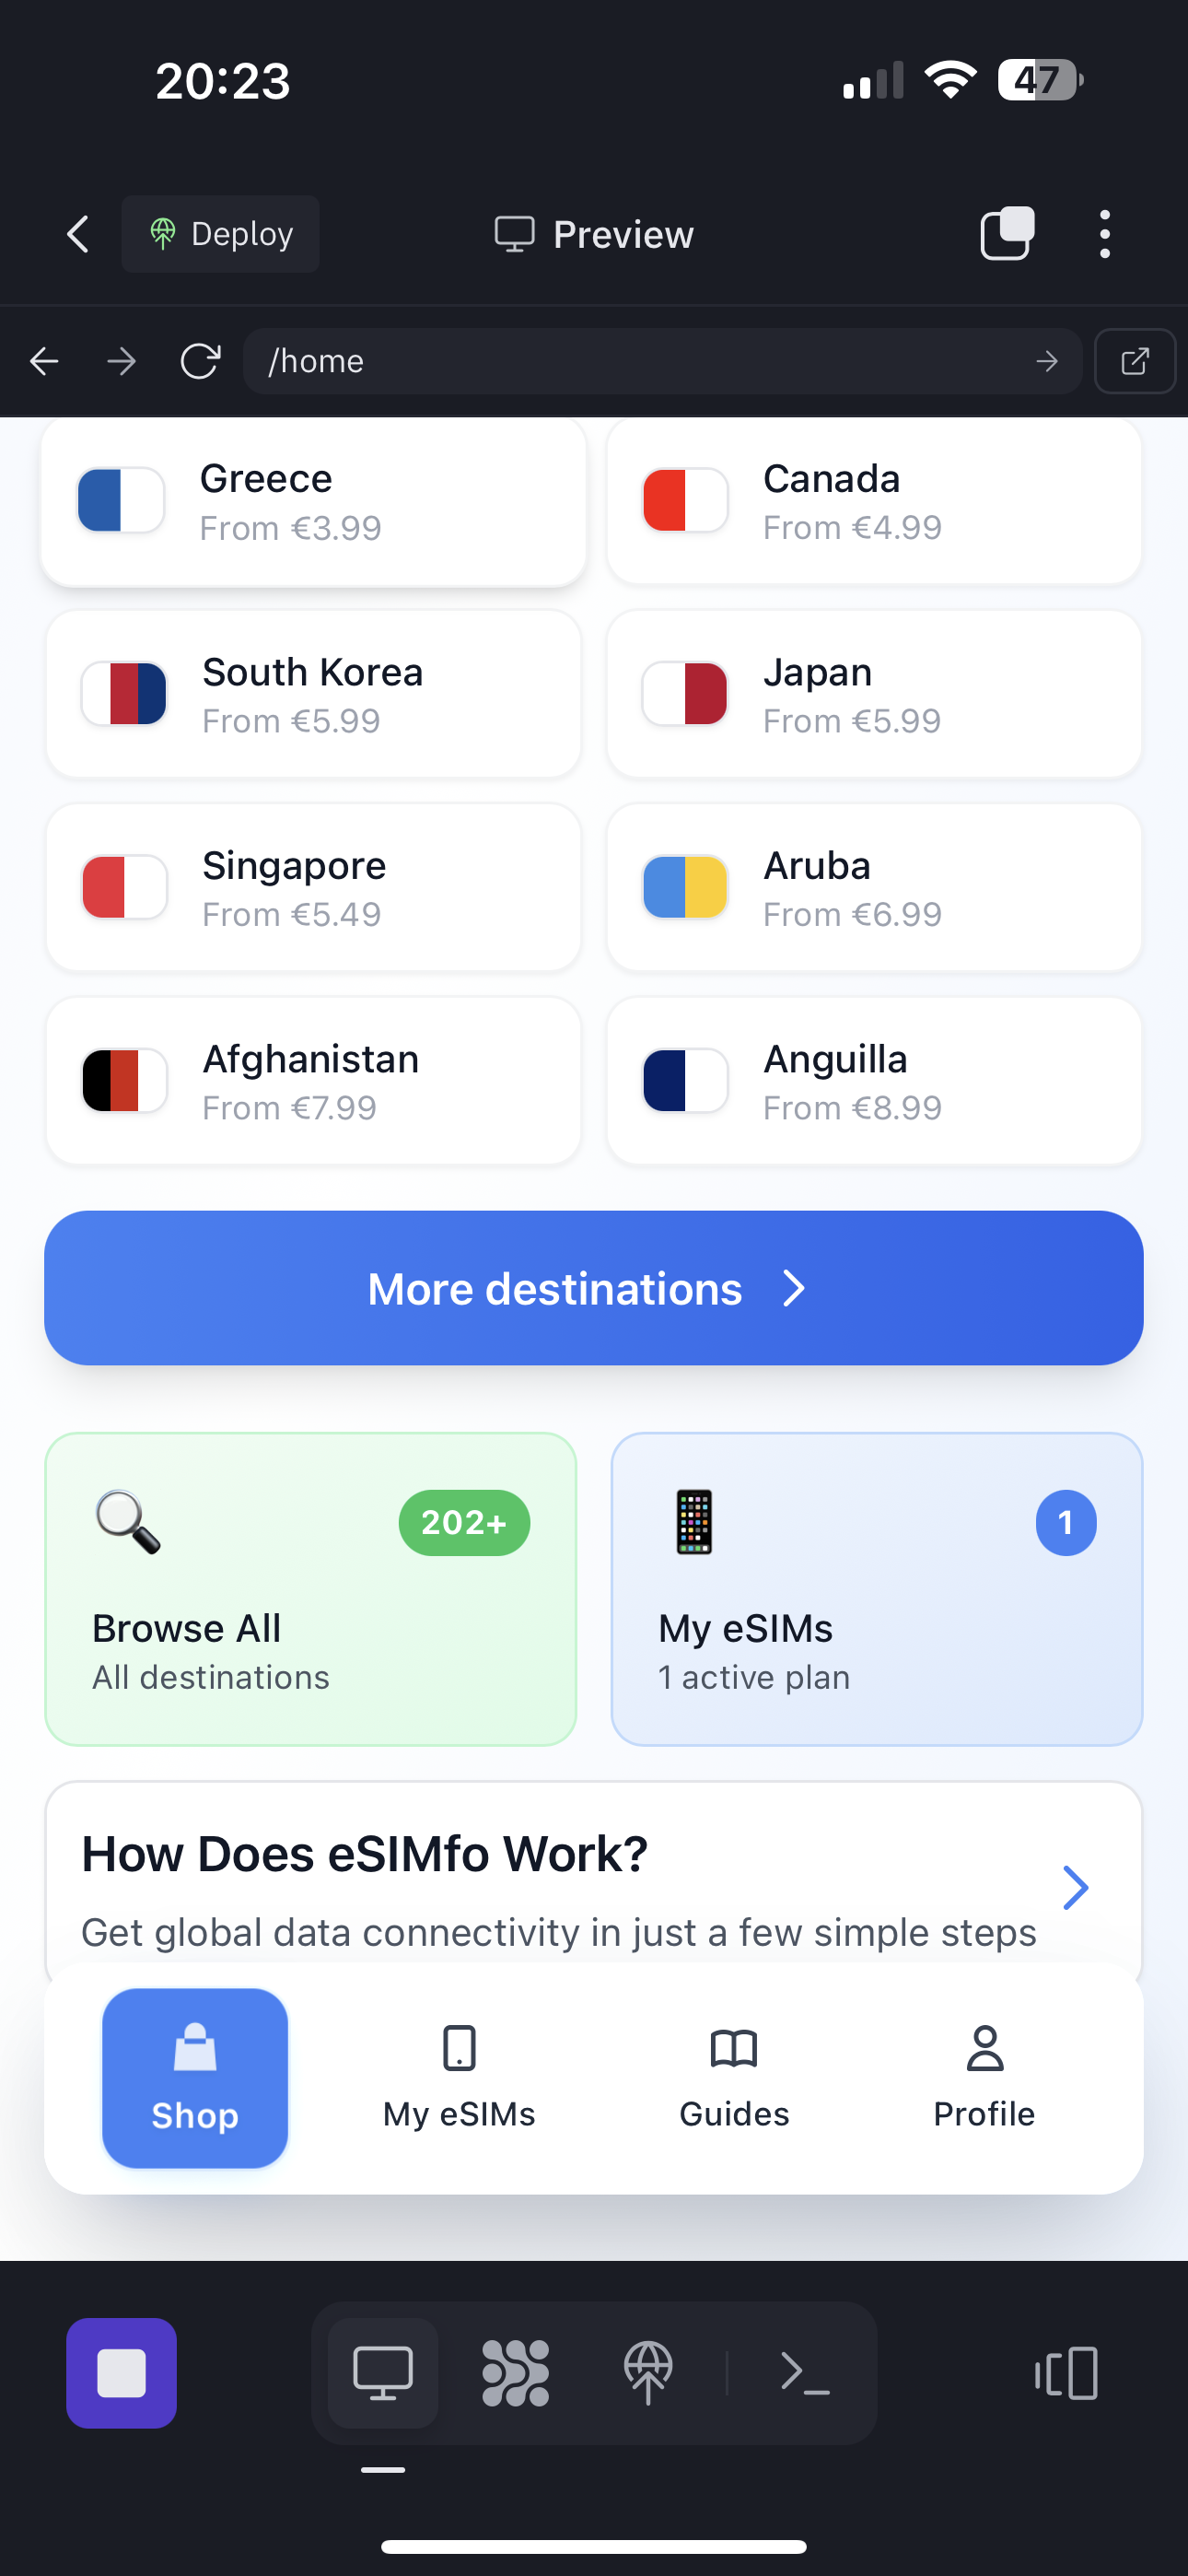 20:23
47
Deploy
Preview
/home
Greece
From €3.99
Canada
From €4.99
South Korea
From €5.99
Japan
From €5.99
Singapore
From €5.49
Aruba
From €6.99
Afghanistan
From €7.99
Anguilla
From €8.99
More destinations
202+
Browse All
All destinations
1
My eSIMs
1 active plan
How Does eSIMfo Work?
Get global data connectivity in just a few simple steps
Shop
My eSIMs
Guides
Profile